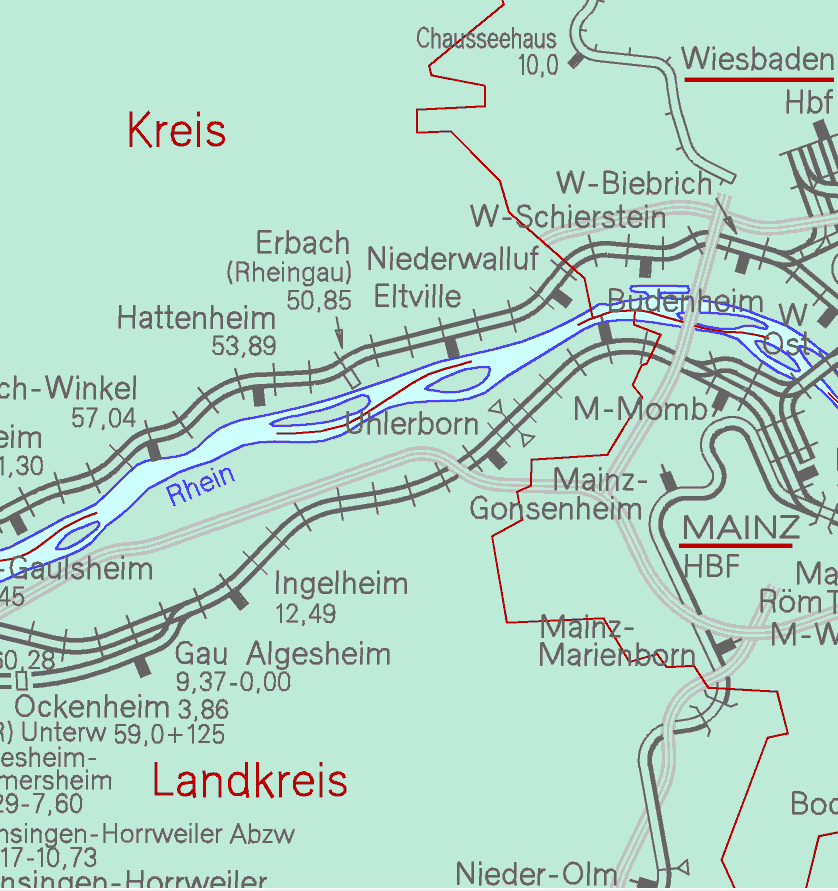 Chausseehaus
10,0
Wiesbaden
Hbf
Kreis
W-Biebrich
W-Schierstein
Erbach
(Rheingau)
50,85
Niederwalluf
Eltville
Budenheim
W
Ost
Hattenheim
53,89
ch-Winkel
57,04
eim
1,30
Uhlerborn
M-Momb
Rhein
Mainz-
Gonsenheim
MAINZ
HBF
-Gaulsheim
45
Ingelheim
12,49
Ma
Röm T
M-W
Mainz-
Marienborn
60,28
Gau Algesheim
9,37-0,00
Ockenheim 3,86
R) Unterw 59,0+125
esheim-
mersheim
29-7,60
Landkreis
Boc
nsingen-Horrweiler Abzw
17-10,73
nsingen-Horrweiler
Nieder-Olm